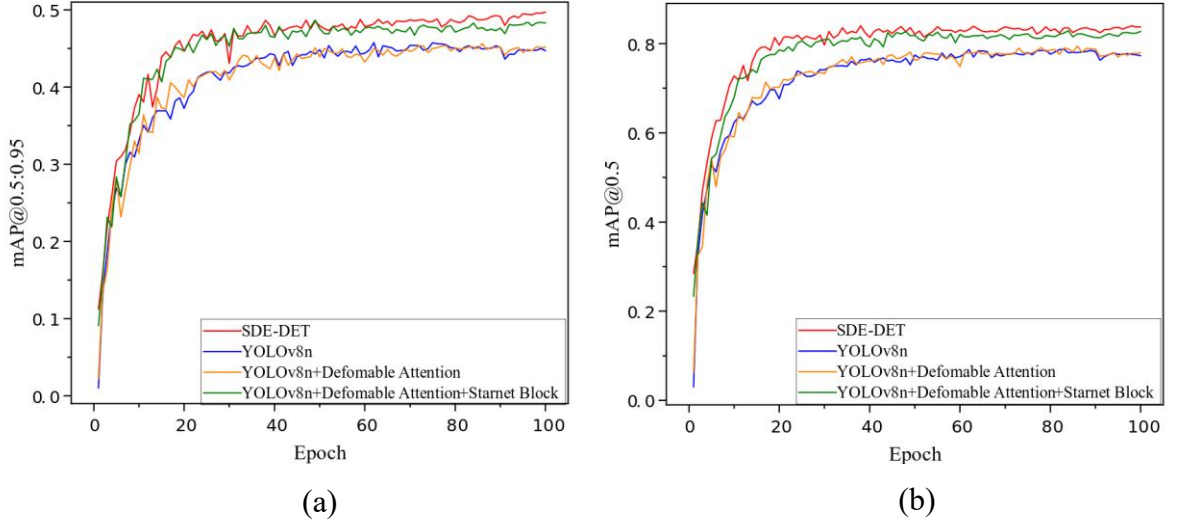 mAP@0.5:0.95
0.5
0.4
0.3
0.2
0.1
0.0
0 20 40 60 80 100
Epoch
SDE-DET
YOLOv8n
YOLOv8n+Defomable Attention
YOLOv8n+Defomable Attention+Starnet Block
(a)
mAP@0.5
0.8
0.6
0.4
0.2
0.0
0 20 40 60 80 100
Epoch
SDE-DET
YOLOv8n
YOLOv8n+Defomable Attention
YOLOv8n+Defomable Attention+Starnet Block
(b)